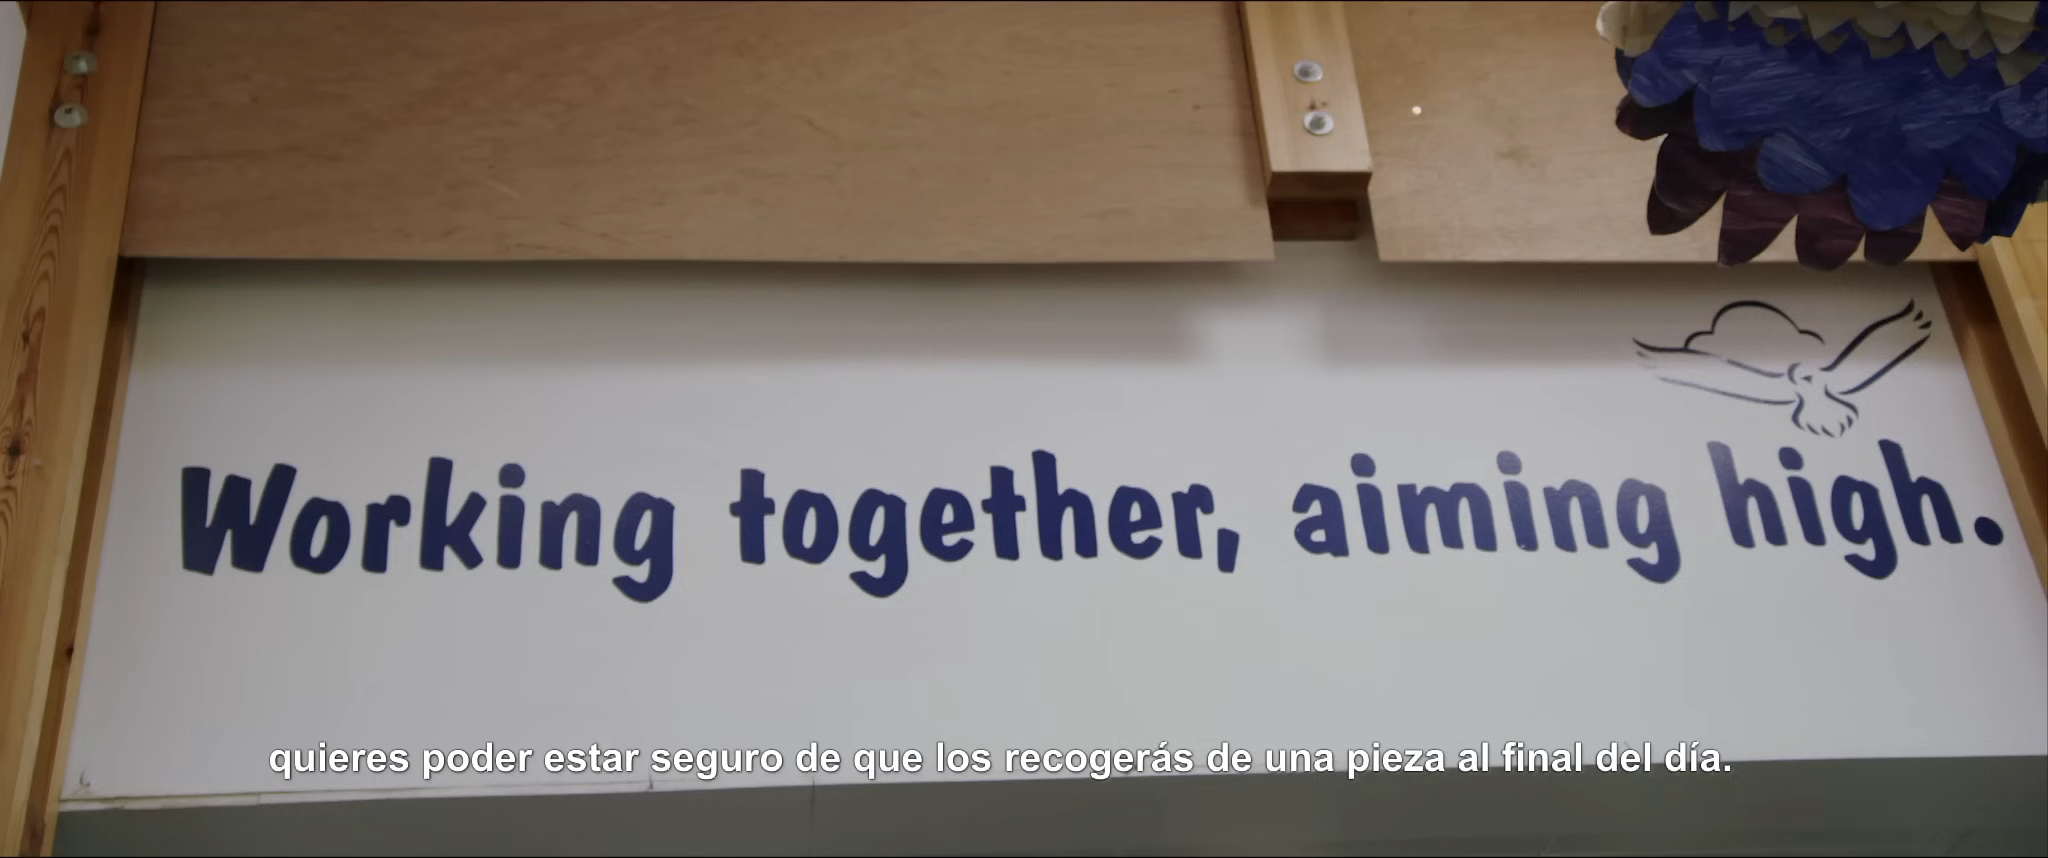 Working together, aiming high.
quieres poder estar seguro de que los recogerás de una pieza al final del día.